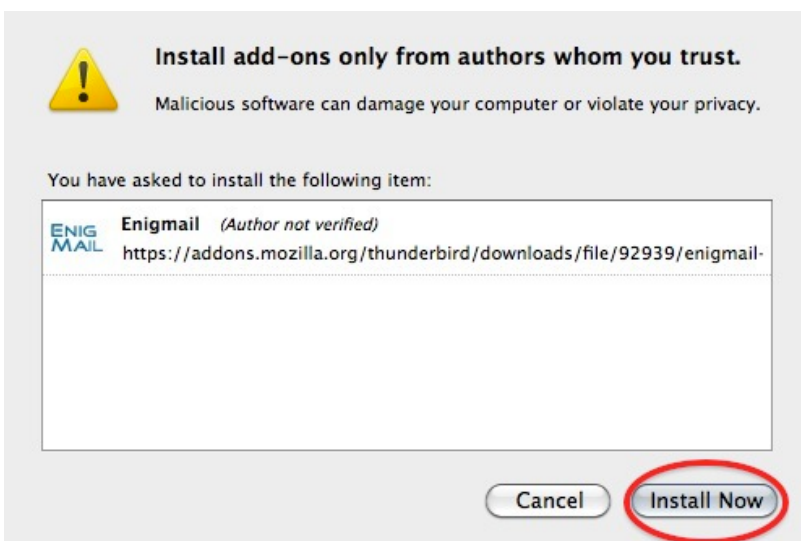 Install add-ons only from authors whom you trust.
Malicious software can damage your computer or violate your privacy.
You have asked to install the following item:
ENIG
MAIL
Enigmail (Author not verified)
https://addons.mozilla.org/thunderbird/downloads/file/92939/enigmail-
Cancel
Install Now